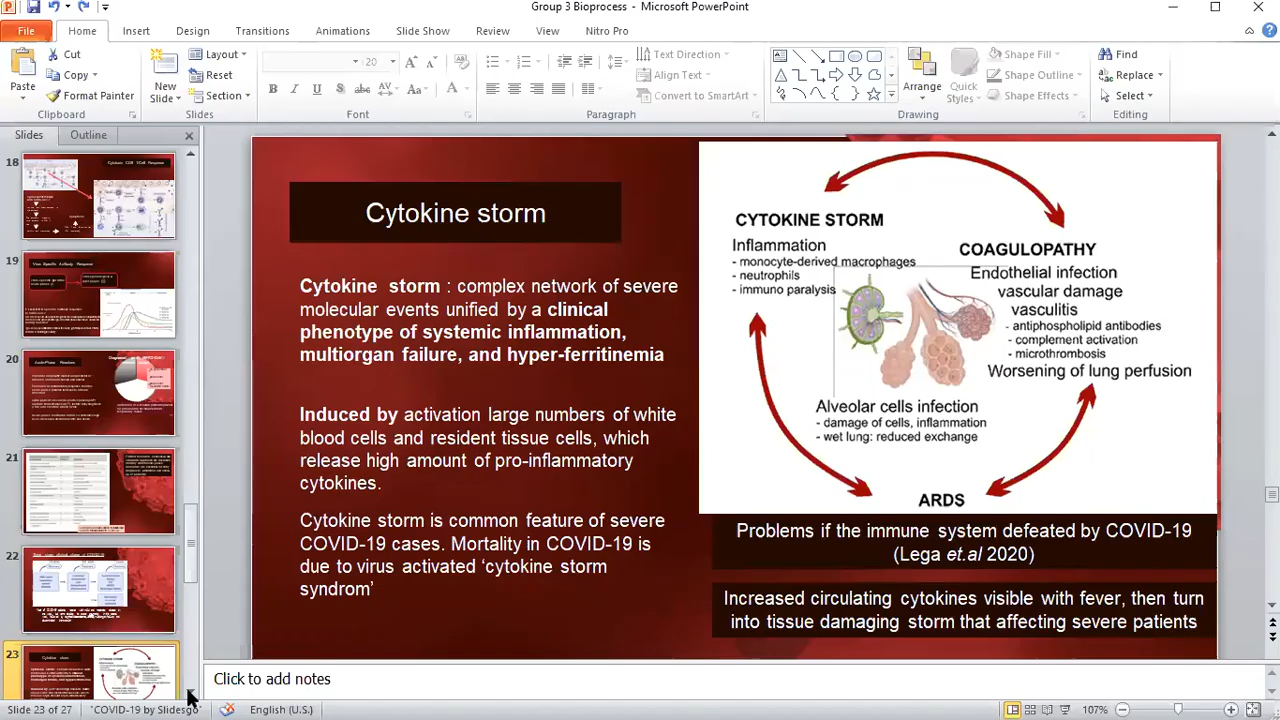 Group 3 Bioprocess - Microsoft PowerPoint
File Home Insert Design Transitions Animations Slide Show Review View Nitro Pro
Cut
Copy
Format Painter
Paste
Clipboard
New
Slide
Layout
Reset
Section
Slides
20
Font
Text Direction
Align Text
Convert to SmartArt
Paragraph
Arrange
Quick
Styles
Shape Fill
Shape Outline
Shape Effects
Drawing
Find
Replace
Select
Editing
Slides Outline
18
19
20
21
22
23
Cytokine storm
Cytokine storm : complex network of severe
molecular events unified by a clinical
phenotype of systemic inflammation,
multiorgan failure, and hyper-ferritinemia
Induced by activating large numbers of white
blood cells and resident tissue cells, which
release high amount of pro-inflammatory
cytokines.
Cytokine storm : common feature of severe
COVID-19 cases. Mortality in COVID-19 is
due to virus activated cytokine storm
syndrom
CYTOKINE STORM
Inflammation
- monocyte-derived macrophages
- neutrophis
- immuno paralysis
COAGULOPATHY
Endothelial infection
vascular damage
vasculitis
- antiphospholipid antibodies
- complement activation
- microthrombosis
Worsening of lung perfusion
Alveolar cells infection
- damage of cells, inflammation
- wet lung: reduced exchange
ARDS
Problem if the immune system defeated by COVID-19
(Lega et.al 2020)
Increased circulating cytokines visible with fever, then turn
into tissue damaging storm that affecting severe patients
Click to add notes
Slide 23 of 27
"COVID-19 by Slidesgo"
English (U.S.)
107%